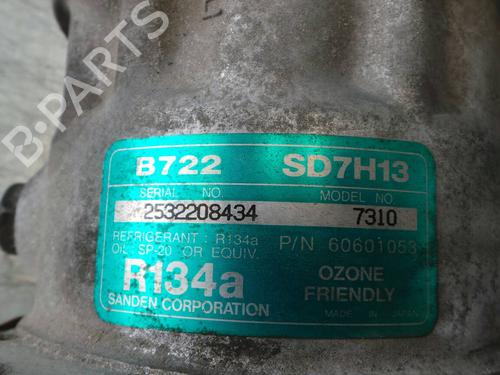 B-PARTS
B722 SD7H13
SERIAL NO. MODEL NO
2532208434 7310
REFRIGERANT : R134a P/N 60601053
OIL SP-20 OR EQUIV.
R134a OZONE
FRIENDLY
SANDEN CORPORATION MADE IN JAPAN